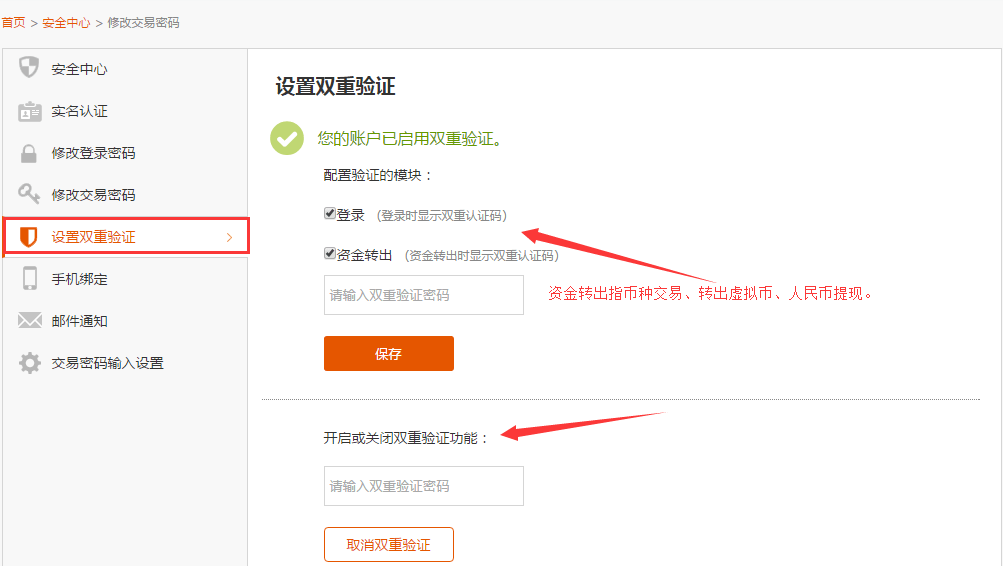 首页 > 安全中心 > 修改交易密码
安全中心
实名认证
修改登录密码
修改交易密码
设置双重验证 >
手机绑定
邮件通知
交易密码输入设置
设置双重验证
您的账户已启用双重验证。
配置验证的模块：
登录 （登录时显示双重认证码）
资金转出 （资金转出时显示双重认证码）
请输入双重验证密码
资金转出指币种交易、转出虚拟币、人民币提现。
保存
开启或关闭双重验证功能：
请输入双重验证密码
取消双重验证